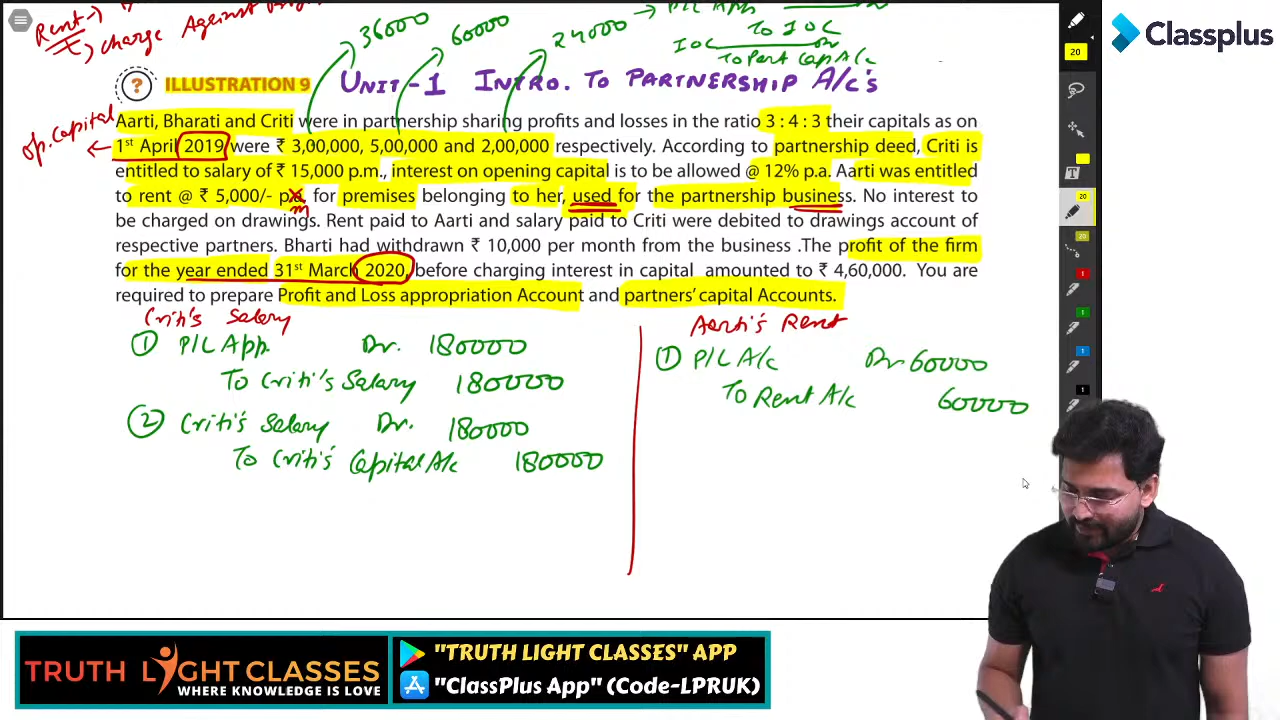 Rent→
charge Against
36000
60000
24000
→ P/L App
To IOC
IOC Dr
To Part Cap A/c
Classplus
20
? ILLUSTRATION 9
UNIT-1 INTRO. TO PARTNERSHIP A/c's
op. Capital
Aarti, Bharati and Criti were in partnership sharing profits and losses in the ratio 3 : 4 : 3 their capitals as on
1st April 2019 were ₹ 3,00,000, 5,00,000 and 2,00,000 respectively. According to partnership deed, Criti is
entitled to salary of ₹ 15,000 p.m., interest on opening capital is to be allowed @ 12% p.a. Aarti was entitled
to rent @ ₹ 5,000/- p.a. for premises belonging to her, used for the partnership business. No interest to
m
be charged on drawings. Rent paid to Aarti and salary paid to Criti were debited to drawings account of
respective partners. Bharti had withdrawn ₹ 10,000 per month from the business .The profit of the firm
for the year ended 31st March 2020, before charging interest in capital amounted to ₹ 4,60,000. You are
required to prepare Profit and Loss appropriation Account and partners' capital Accounts.
20
20
1
1
1
1
Criti's Salary
① P/L App. Dr. 180000
To Criti's Salary 180000
② Criti's Salary Dr. 180000
To Criti's Capital A/c 180000
Aarti's Rent
① P/L A/c Dr 60000
To Rent A/c 60000
TRUTH LIGHT CLASSES
WHERE KNOWLEDGE IS LOVE
"TRUTH LIGHT CLASSES" APP
"ClassPlus App" (Code-LPRUK)